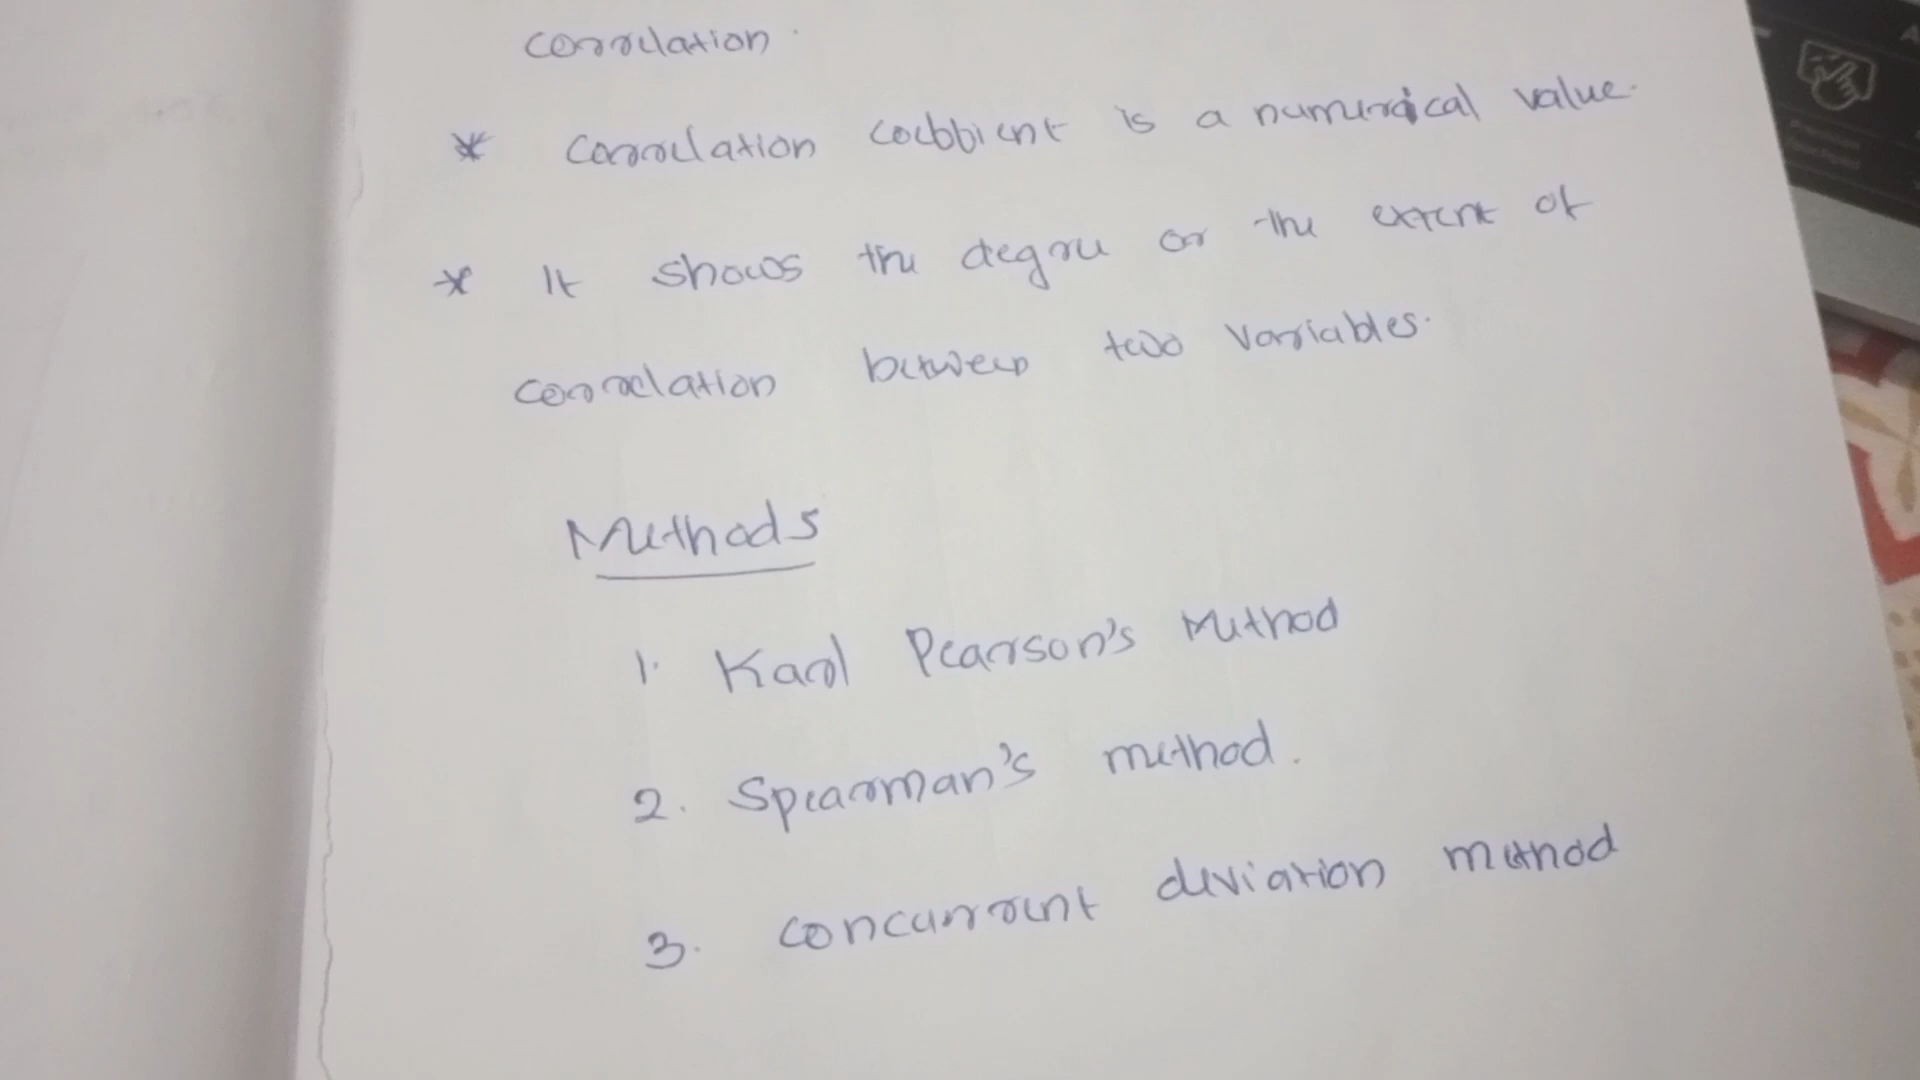 correlation.
* Correlation coefficient is a numerical value.
* It shows the degree or the extent of
correlation between two variables.
Methods
1. Karl Pearson's Method
2. Spearman's method.
3. concurrent deviation method